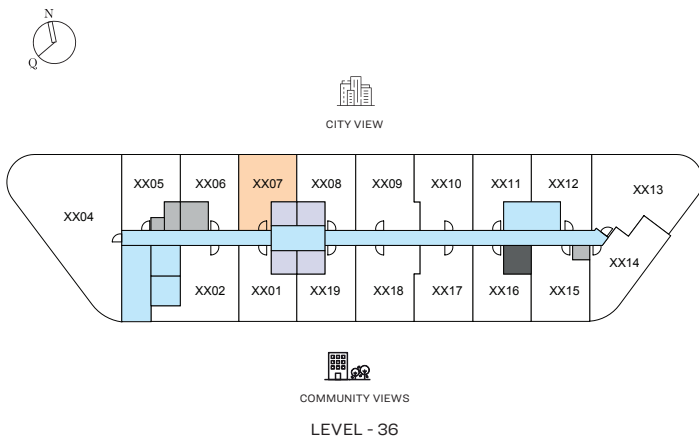 N
Q
CITY VIEW
XX05 XX06 XX07 XX08 XX09 XX10 XX11 XX12 XX13
XX04
XX14
XX02 XX01 XX19 XX18 XX17 XX16 XX15
COMMUNITY VIEWS
LEVEL - 36